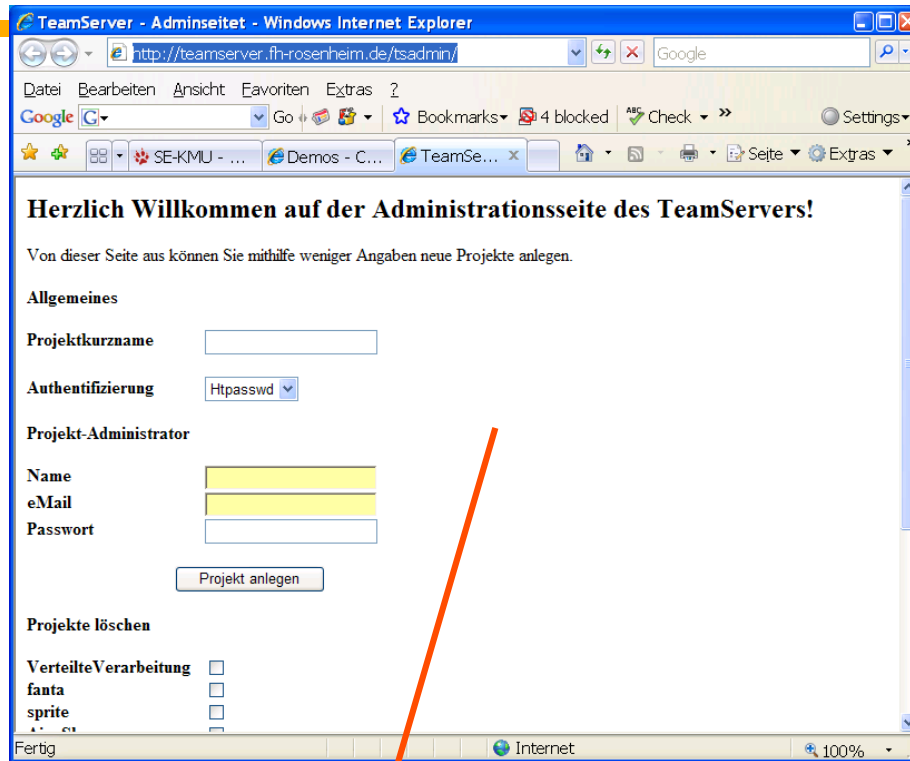 TeamServer - Adminseitet - Windows Internet Explorer
http://teamserver.fh-rosenheim.de/tsadmin/ Google
Datei Bearbeiten Ansicht Favoriten Extras ?
Google G Go Bookmarks 4 blocked ABC Check » Settings
SE-KMU - ... Demos - C... TeamSe... x Seite Extras »
Herzlich Willkommen auf der Administrationsseite des TeamServers!
Von dieser Seite aus können Sie mithilfe weniger Angaben neue Projekte anlegen.
Allgemeines
Projektkurzname
Authentifizierung Htpasswd
Projekt-Administrator
Name
eMail
Passwort
Projekt anlegen
Projekte löschen
VerteilteVerarbeitung
fanta
sprite
Fertig Internet 100%